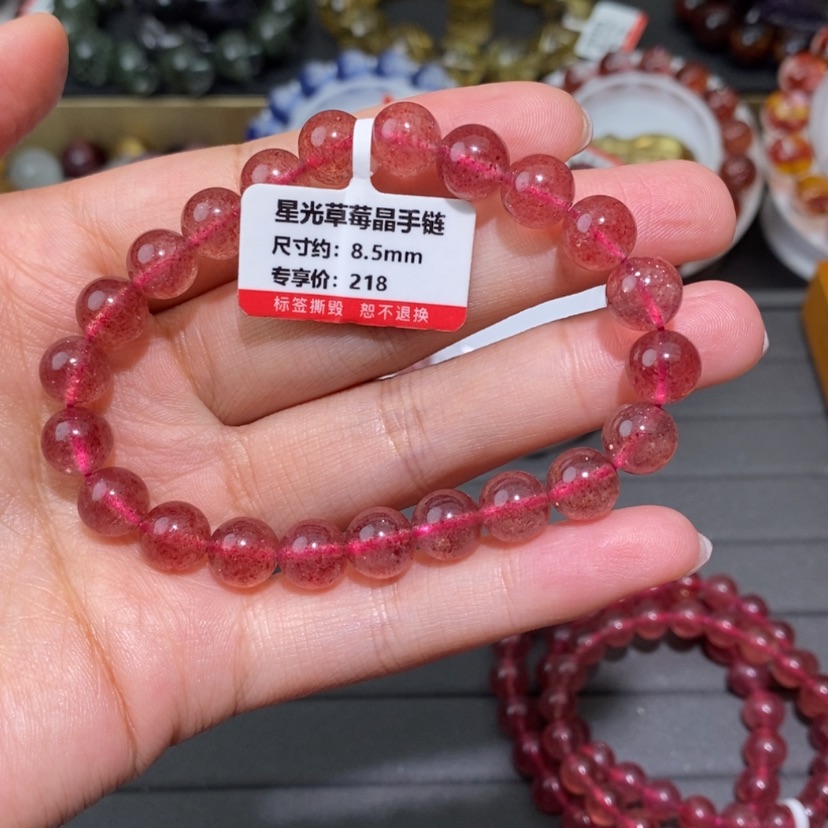 星光草莓晶手链
尺寸约：8.5mm
专享价：218
标签撕毁 恕不退换